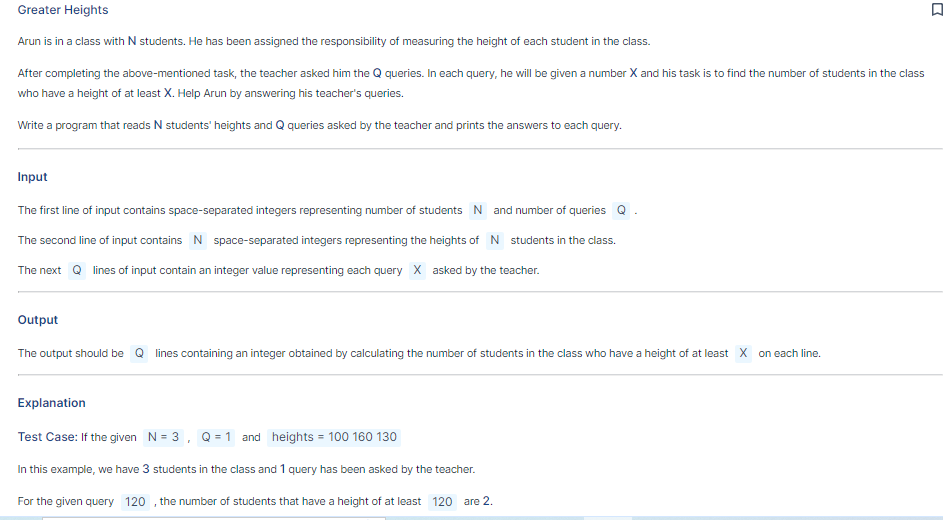 Greater Heights
Arun is in a class with N students. He has been assigned the responsibility of measuring the height of each student in the class.
After completing the above-mentioned task, the teacher asked him the Q queries. In each query, he will be given a number X and his task is to find the number of students in the class
who have a height of at least X. Help Arun by answering his teacher's queries.
Write a program that reads N students' heights and Q queries asked by the teacher and prints the answers to each query.
Input
The first line of input contains space-separated integers representing number of students N and number of queries Q .
The second line of input contains N space-separated integers representing the heights of N students in the class.
The next Q lines of input contain an integer value representing each query X asked by the teacher.
Output
The output should be Q lines containing an integer obtained by calculating the number of students in the class who have a height of at least X on each line.
Explanation
Test Case: If the given N = 3 , Q = 1 and heights = 100 160 130
In this example, we have 3 students in the class and 1 query has been asked by the teacher.
For the given query 120 , the number of students that have a height of at least 120 are 2.